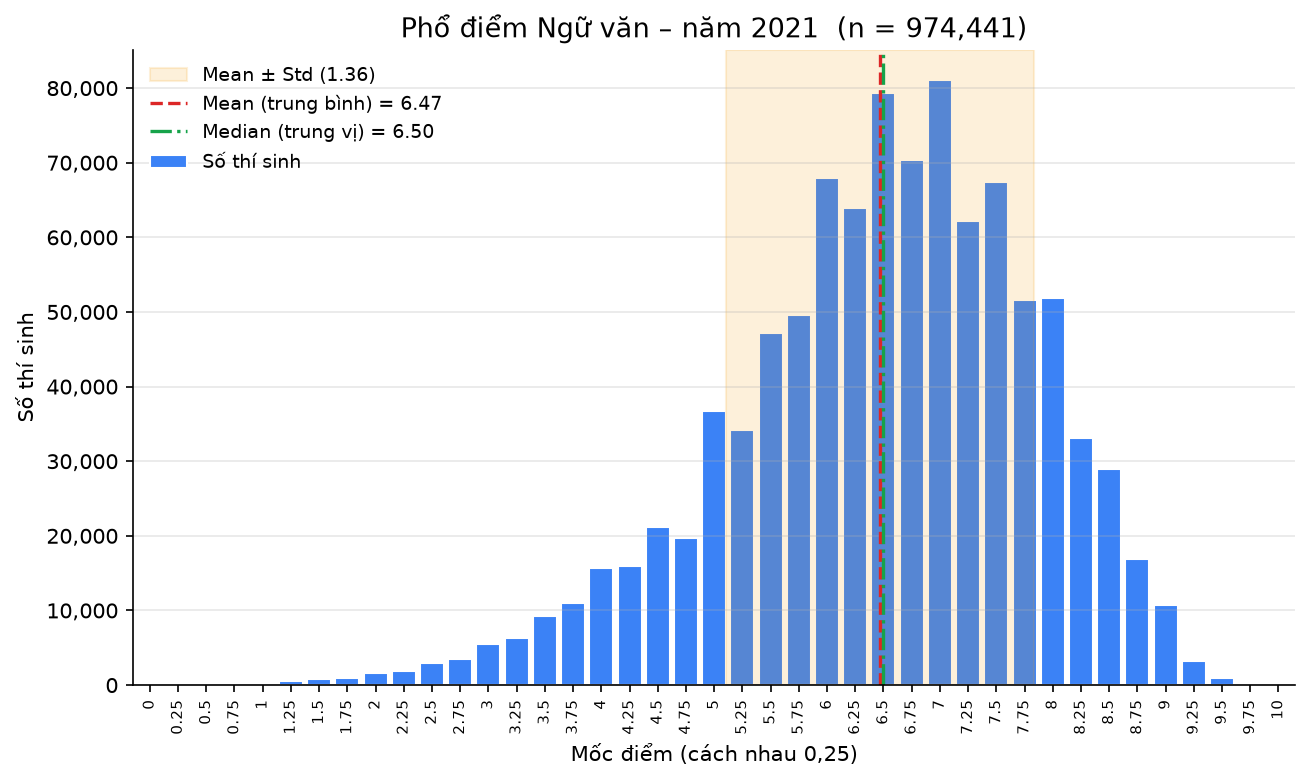 Phổ điểm Ngữ văn – năm 2021 (n = 974,441)
Mean ± Std (1.36)
Mean (trung bình) = 6.47
Median (trung vị) = 6.50
Số thí sinh
Số thí sinh
80,000
70,000
60,000
50,000
40,000
30,000
20,000
10,000
0
0 0.25 0.5 0.75 1 1.25 1.5 1.75 2 2.25 2.5 2.75 3 3.25 3.5 3.75 4 4.25 4.5 4.75 5 5.25 5.5 5.75 6 6.25 6.5 6.75 7 7.25 7.5 7.75 8 8.25 8.5 8.75 9 9.25 9.5 9.75 10
Mốc điểm (cách nhau 0,25)